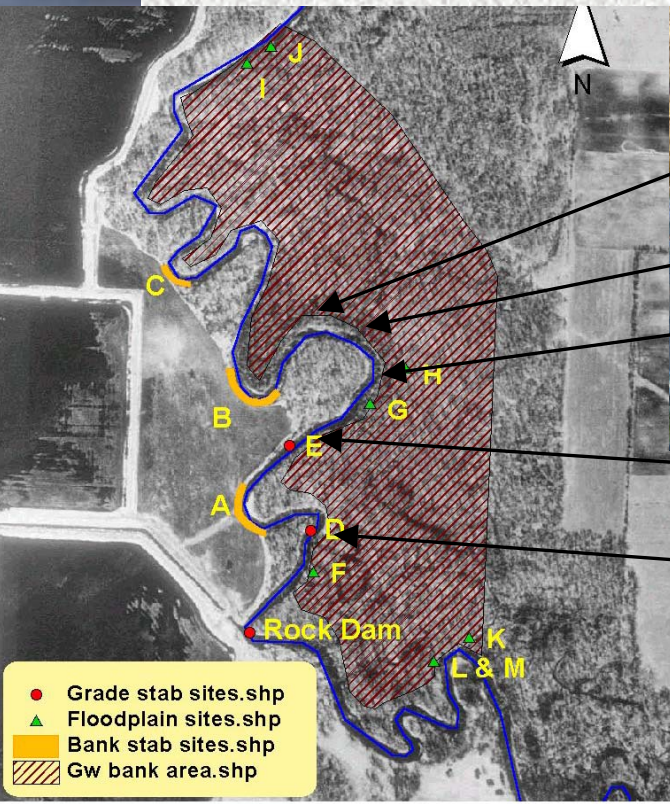 J
I
N
C
H
B
G
E
A
D
F
Rock Dam
K
L & M
Grade stab sites.shp
Floodplain sites.shp
Bank stab sites.shp
Gw bank area.shp